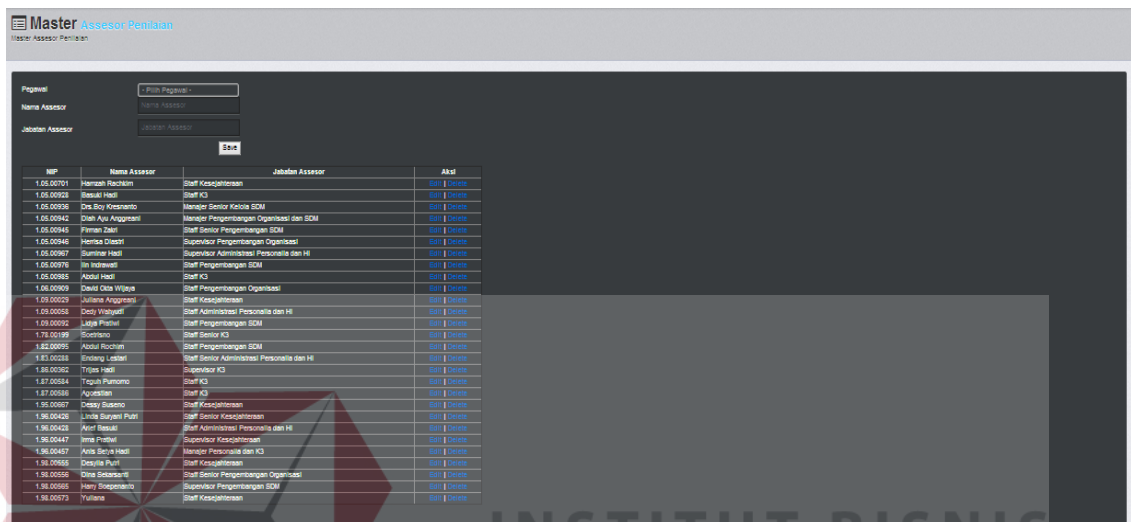 Master Assesor Penilaian
Master Assesor Penilaian
Pegawai - Pilih Pegawai -
Nama Assesor Nama Assesor
Jabatan Assesor Jabatan Assesor
Save
NIP Nama Assesor Jabatan Assesor Aksi
1.05.00701 Hamzah Rachkim Staff Kesejahteraan Edit | Delete
1.05.00928 Basuki Hadi Staff K3 Edit | Delete
1.05.00936 Drs.Boy Kresnanto Manajer Senior Kelola SDM Edit | Delete
1.05.00942 Diah Ayu Anggreani Manajer Pengembangan Organisasi dan SDM Edit | Delete
1.05.00945 Firman Zakri Staff Senior Pengembangan SDM Edit | Delete
1.05.00946 Herrisa Diastri Supervisor Pengembangan Organisasi Edit | Delete
1.05.00967 Suminar Hadi Supervisor Administrasi Personalia dan HI Edit | Delete
1.05.00976 Iin Indrawati Staff Pengembangan SDM Edit | Delete
1.05.00985 Abdul Hadi Staff K3 Edit | Delete
1.06.00909 David Okta Wijaya Staff Pengembangan Organisasi Edit | Delete
1.09.00029 Juliana Anggreani Staff Kesejahteraan Edit | Delete
1.09.00058 Dedy Wahyudi Staff Administrasi Personalia dan HI Edit | Delete
1.09.00092 Lidya Pratiwi Staff Pengembangan SDM Edit | Delete
1.78.00199 Soetrisno Staff Senior K3 Edit | Delete
1.82.00095 Abdul Rochim Staff Pengembangan SDM Edit | Delete
1.83.00288 Endang Lestari Staff Senior Administrasi Personalia dan HI Edit | Delete
1.86.00362 Trijas Hadi Supervisor K3 Edit | Delete
1.87.00584 Teguh Purnomo Staff K3 Edit | Delete
1.87.00586 Agoestian Staff K3 Edit | Delete
1.95.00667 Dessy Suseno Staff Kesejahteraan Edit | Delete
1.96.00426 Linda Suryani Putri Staff Senior Kesejahteraan Edit | Delete
1.96.00428 Arief Basuki Staff Administrasi Personalia dan HI Edit | Delete
1.96.00447 Irma Pratiwi Supervisor Kesejahteraan Edit | Delete
1.96.00457 Anis Setya Hadi Manajer Personalia dan K3 Edit | Delete
1.98.00555 Desylia Putri Staff Kesejahteraan Edit | Delete
1.98.00556 Dina Sekarsanti Staff Senior Pengembangan Organisasi Edit | Delete
1.98.00565 Harry Soepenanto Supervisor Pengembangan SDM Edit | Delete
1.98.00573 Yuliana Staff Kesejahteraan Edit | Delete
INSTITUT BISNIS